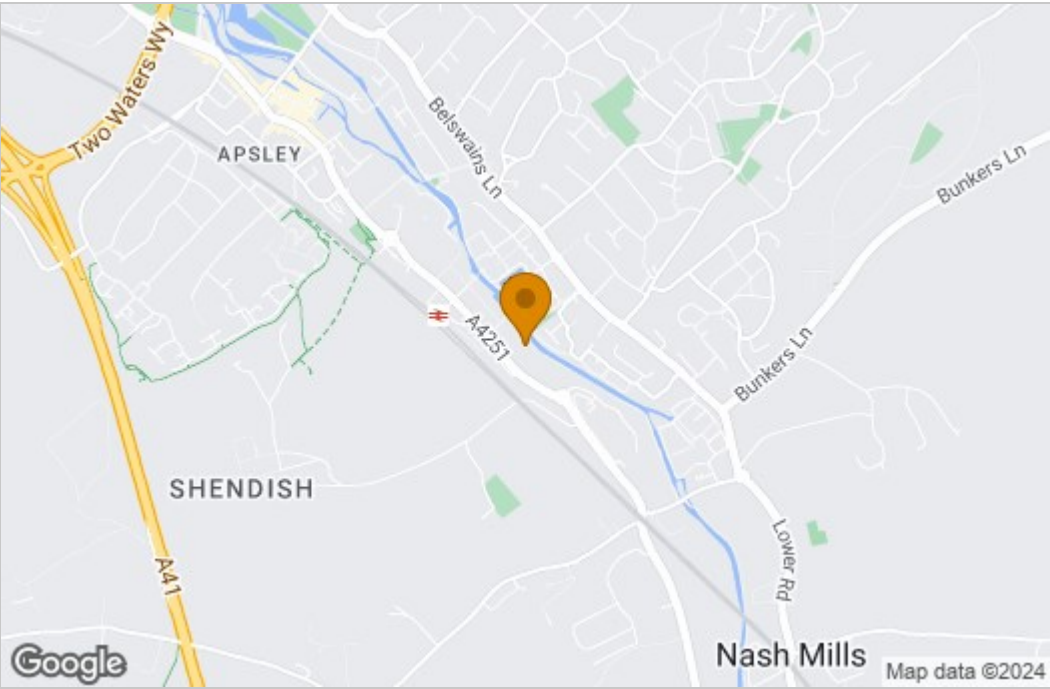 Two Waters Wy
APSLEY
Belswains Ln
Bunkers Ln
A4251
Bunkers Ln
SHENDISH
A41
Lower Rd
Nash Mills
Google
Map data ©2024